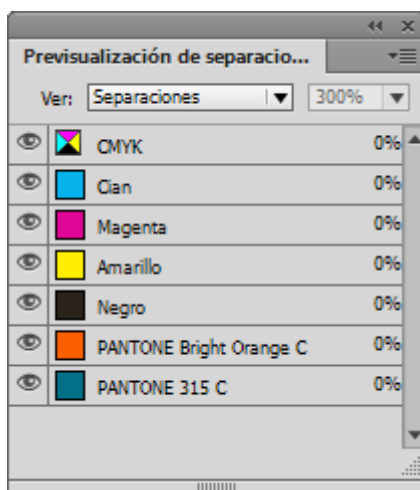 Previsualización de separacio...
Ver: Separaciones 300%
CMYK 0%
Cian 0%
Magenta 0%
Amarillo 0%
Negro 0%
PANTONE Bright Orange C 0%
PANTONE 315 C 0%